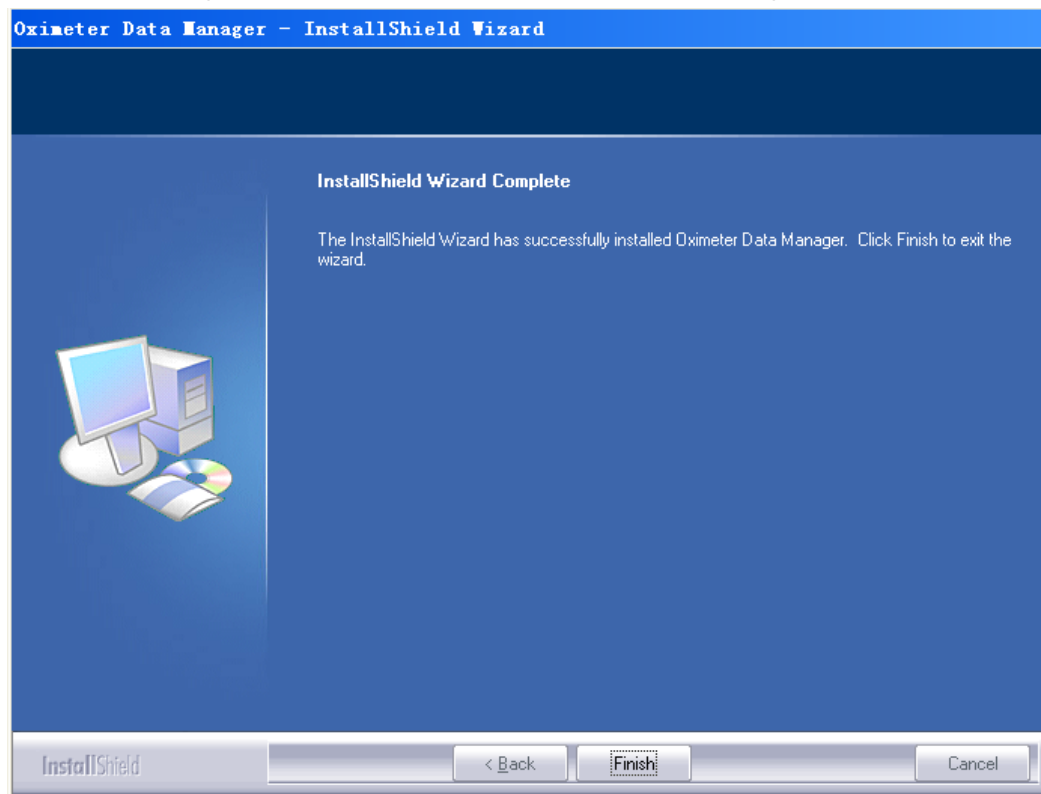 Oximeter Data Manager - InstallShield Wizard
InstallShield Wizard Complete
The InstallShield Wizard has successfully installed Oximeter Data Manager. Click Finish to exit the
wizard.
InstallShield
< Back
Finish
Cancel